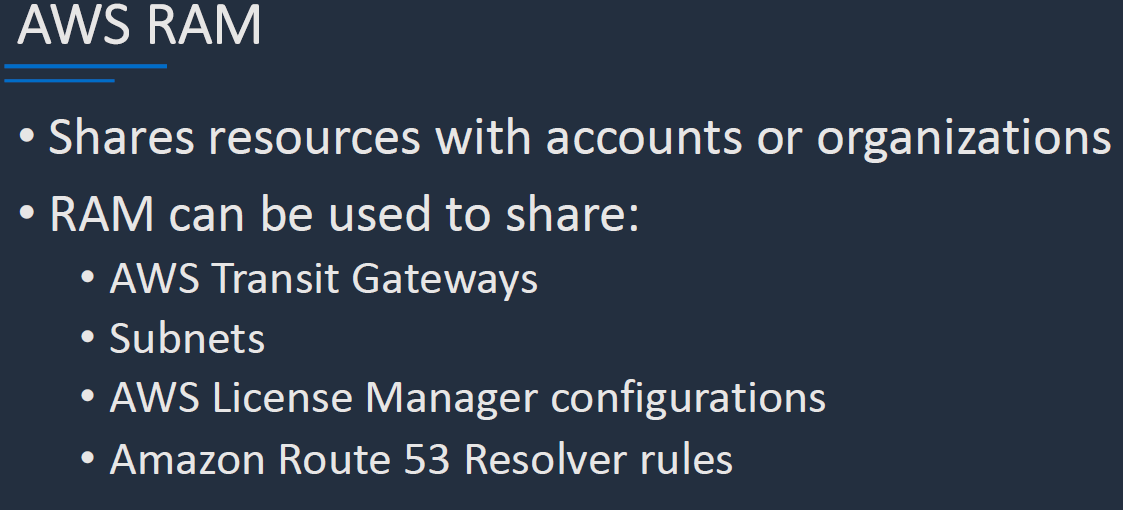 AWS RAM
• Shares resources with accounts or organizations
• RAM can be used to share:
• AWS Transit Gateways
• Subnets
• AWS License Manager configurations
• Amazon Route 53 Resolver rules